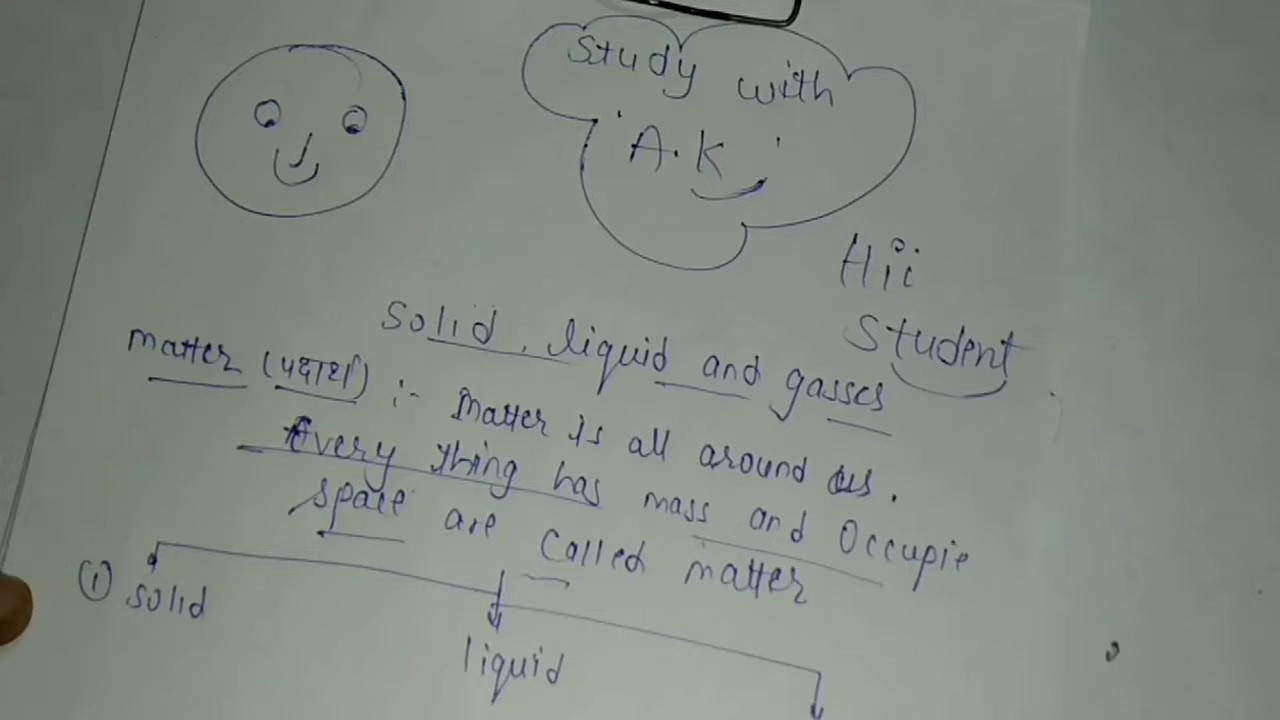 Study with
'A.K'
Hii
Student
Solid, liquid and gasses
Matter (पदार्थ) :- Matter is all around us.
Every thing has mass and Occupie
space are called matter
① Solid
liquid